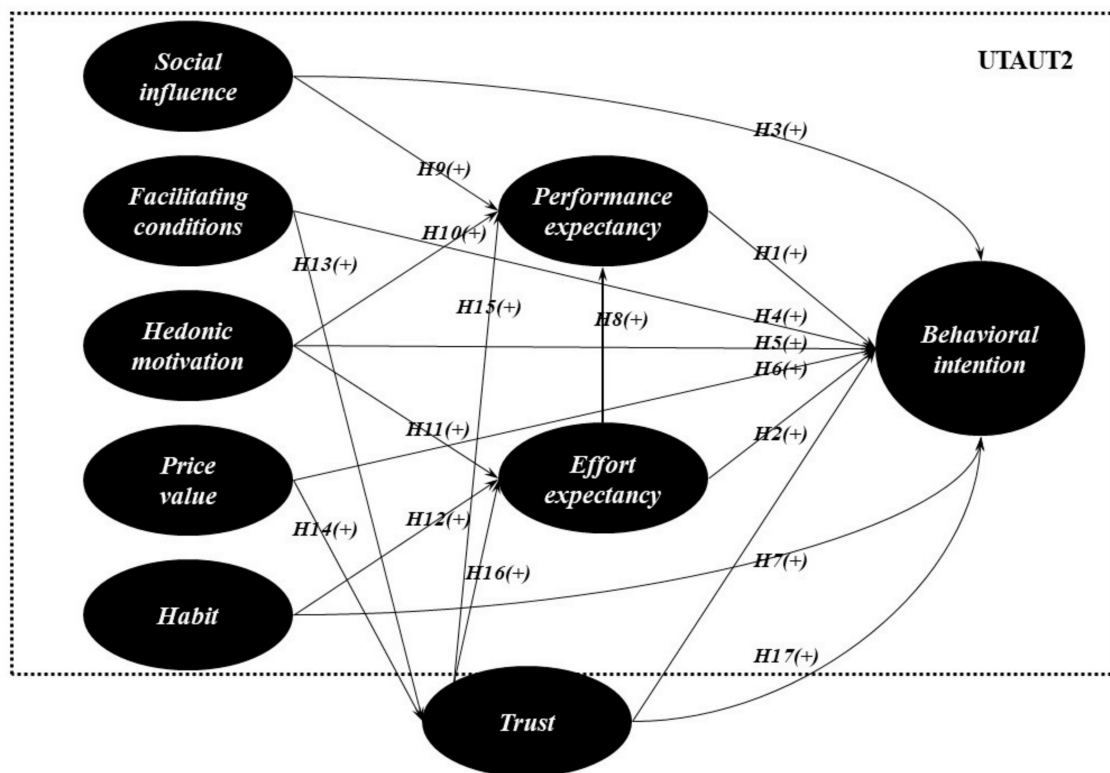 UTAUT2
Social
influence
H3(+)
H9(+)
Facilitating
conditions
Performance
expectancy
H10(+)
H1(+)
H13(+)
H15(+)
H8(+)
H4(+)
Hedonic
motivation
H5(+)
Behavioral
intention
H6(+)
H11(+)
H2(+)
Price
value
Effort
expectancy
H12(+)
H14(+)
H16(+)
H7(+)
Habit
H17(+)
Trust